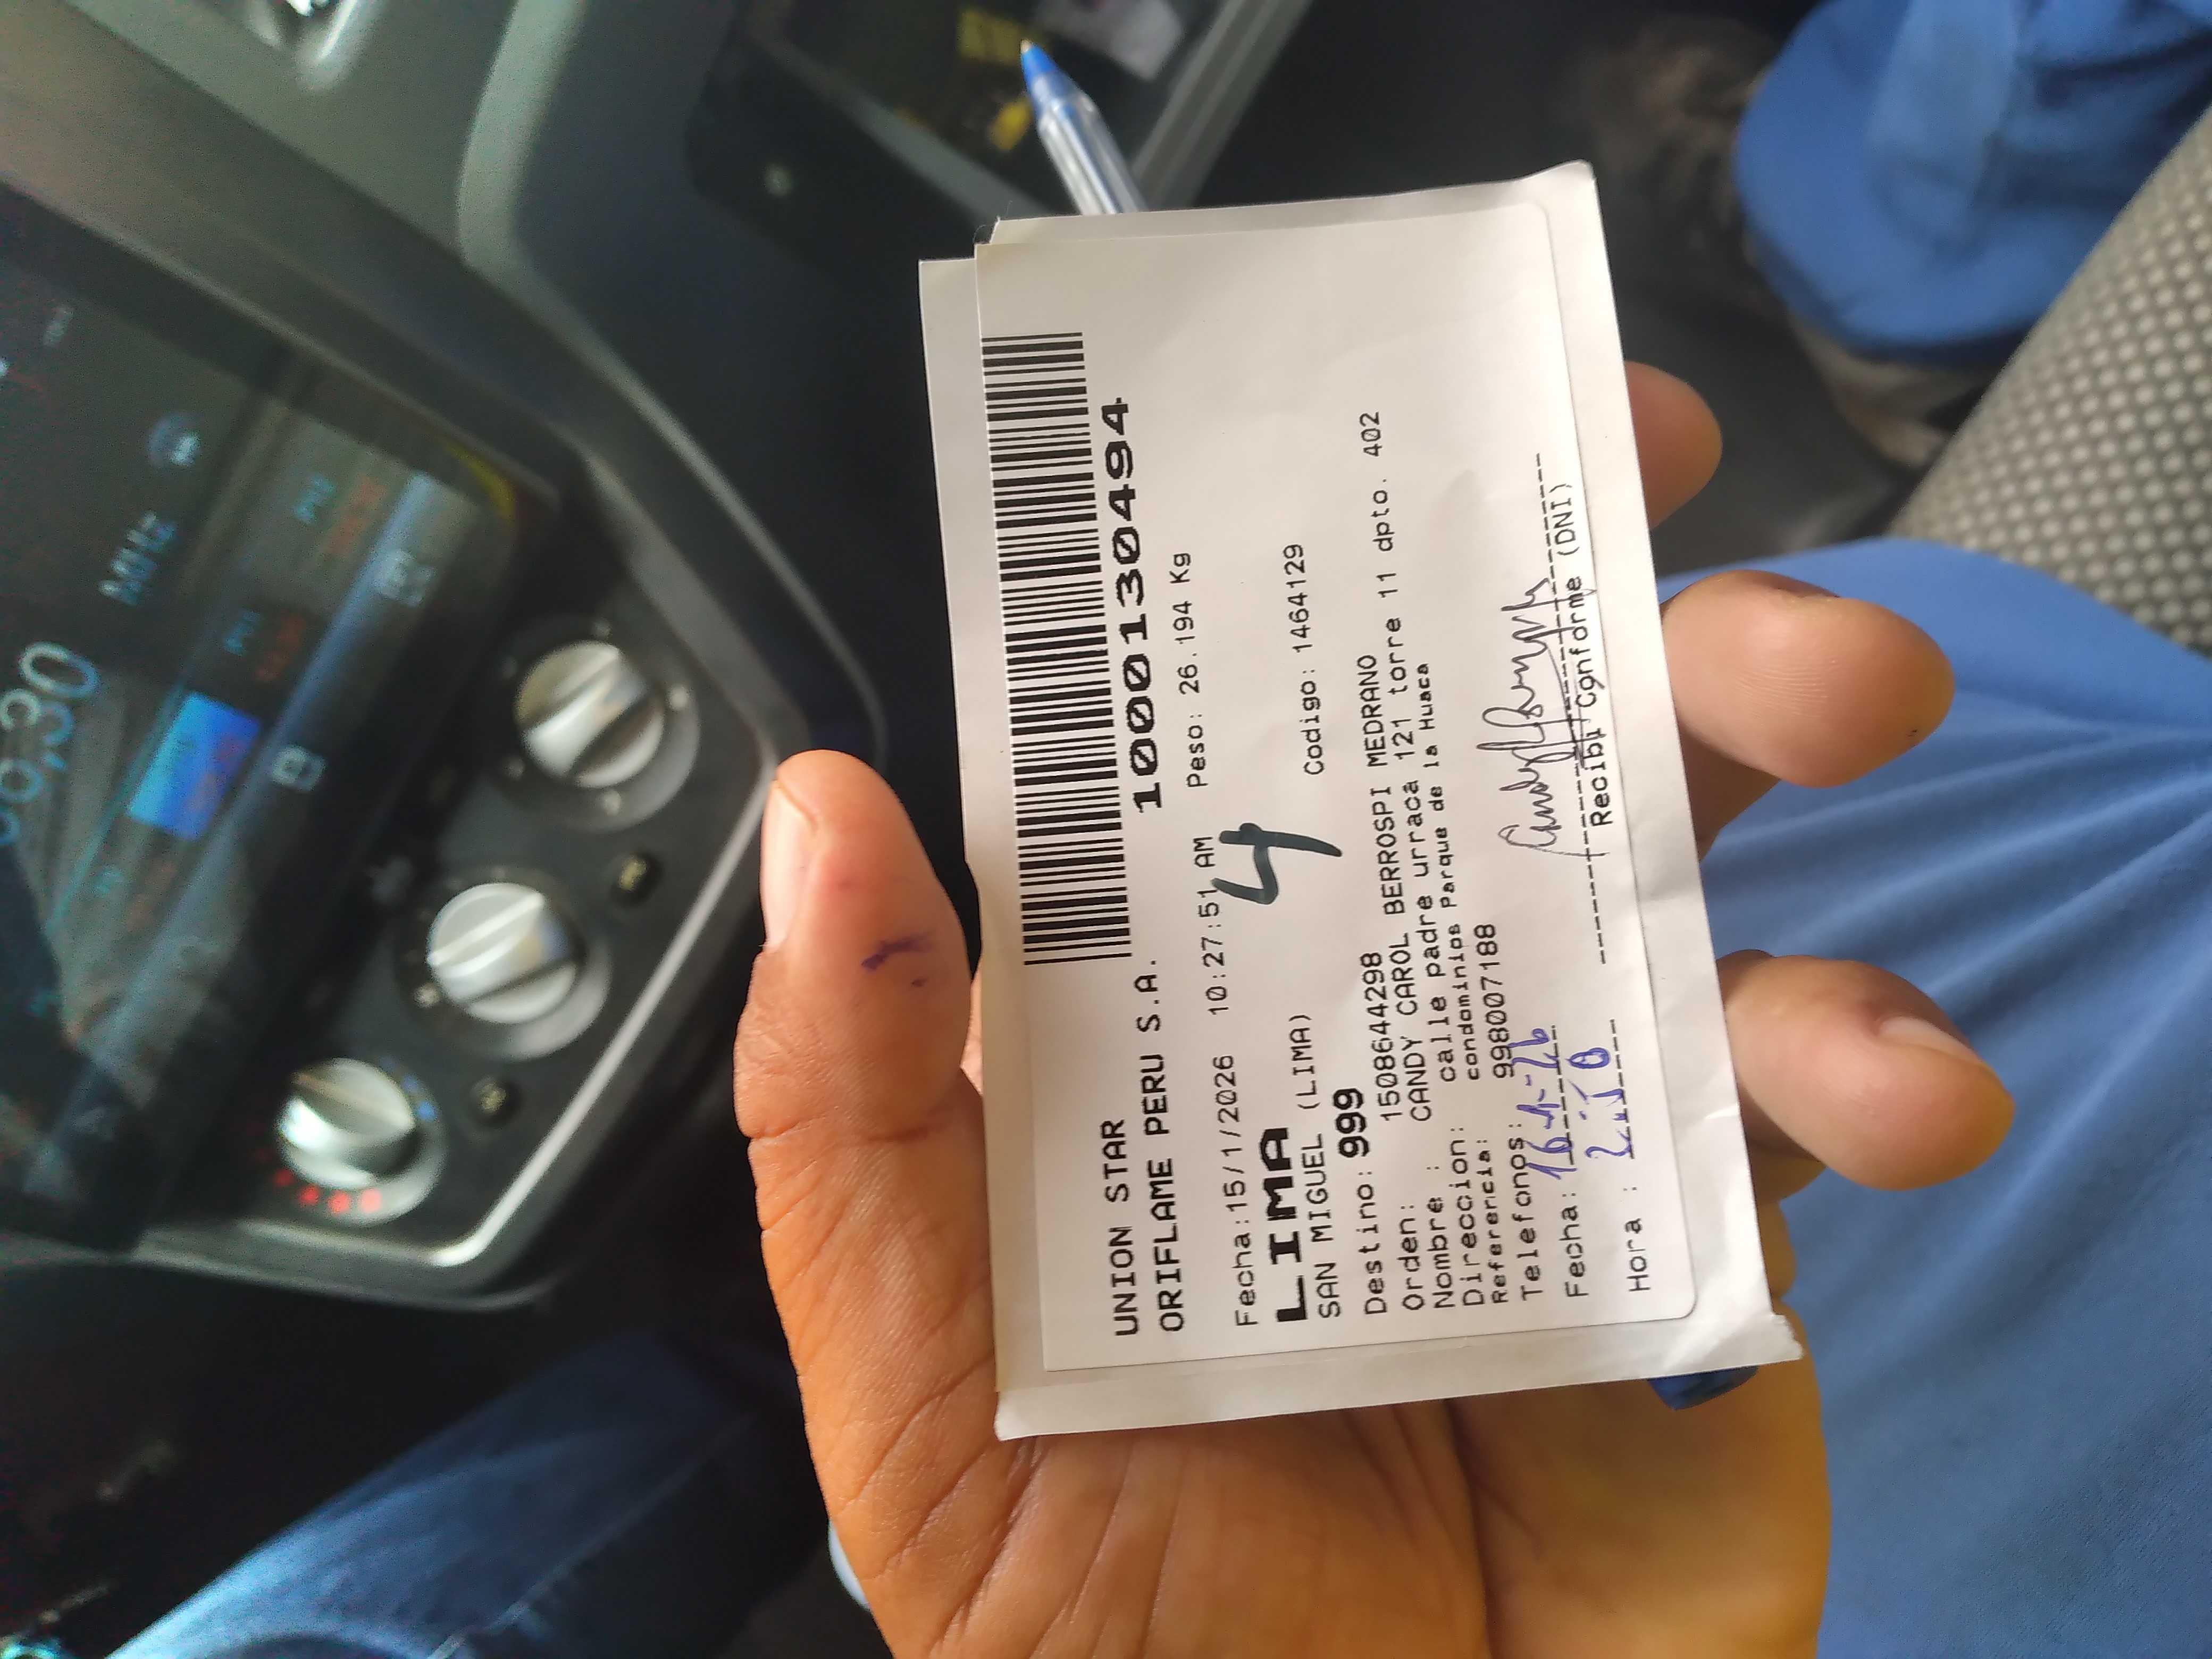 UNION STAR
ORIFLAME PERU S.A. 1000130494
Fecha:15/1/2026 10:27:51 AM Peso: 26.194 Kg
LIMA 4
SAN MIGUEL (LIMA) Codigo: 1464129
Destino: 999
Orden: 1508644298
Nombre : CANDY CAROL BERROSPI MEDRANO
Direccion: calle padre urraca 121 torre 11 dpto. 402
Referencia: condominios Parque de la Huaca
Telefonos: 998007188
Fecha: 16-1-26
Hora :
Recibi Conforme (DNI)
MHz